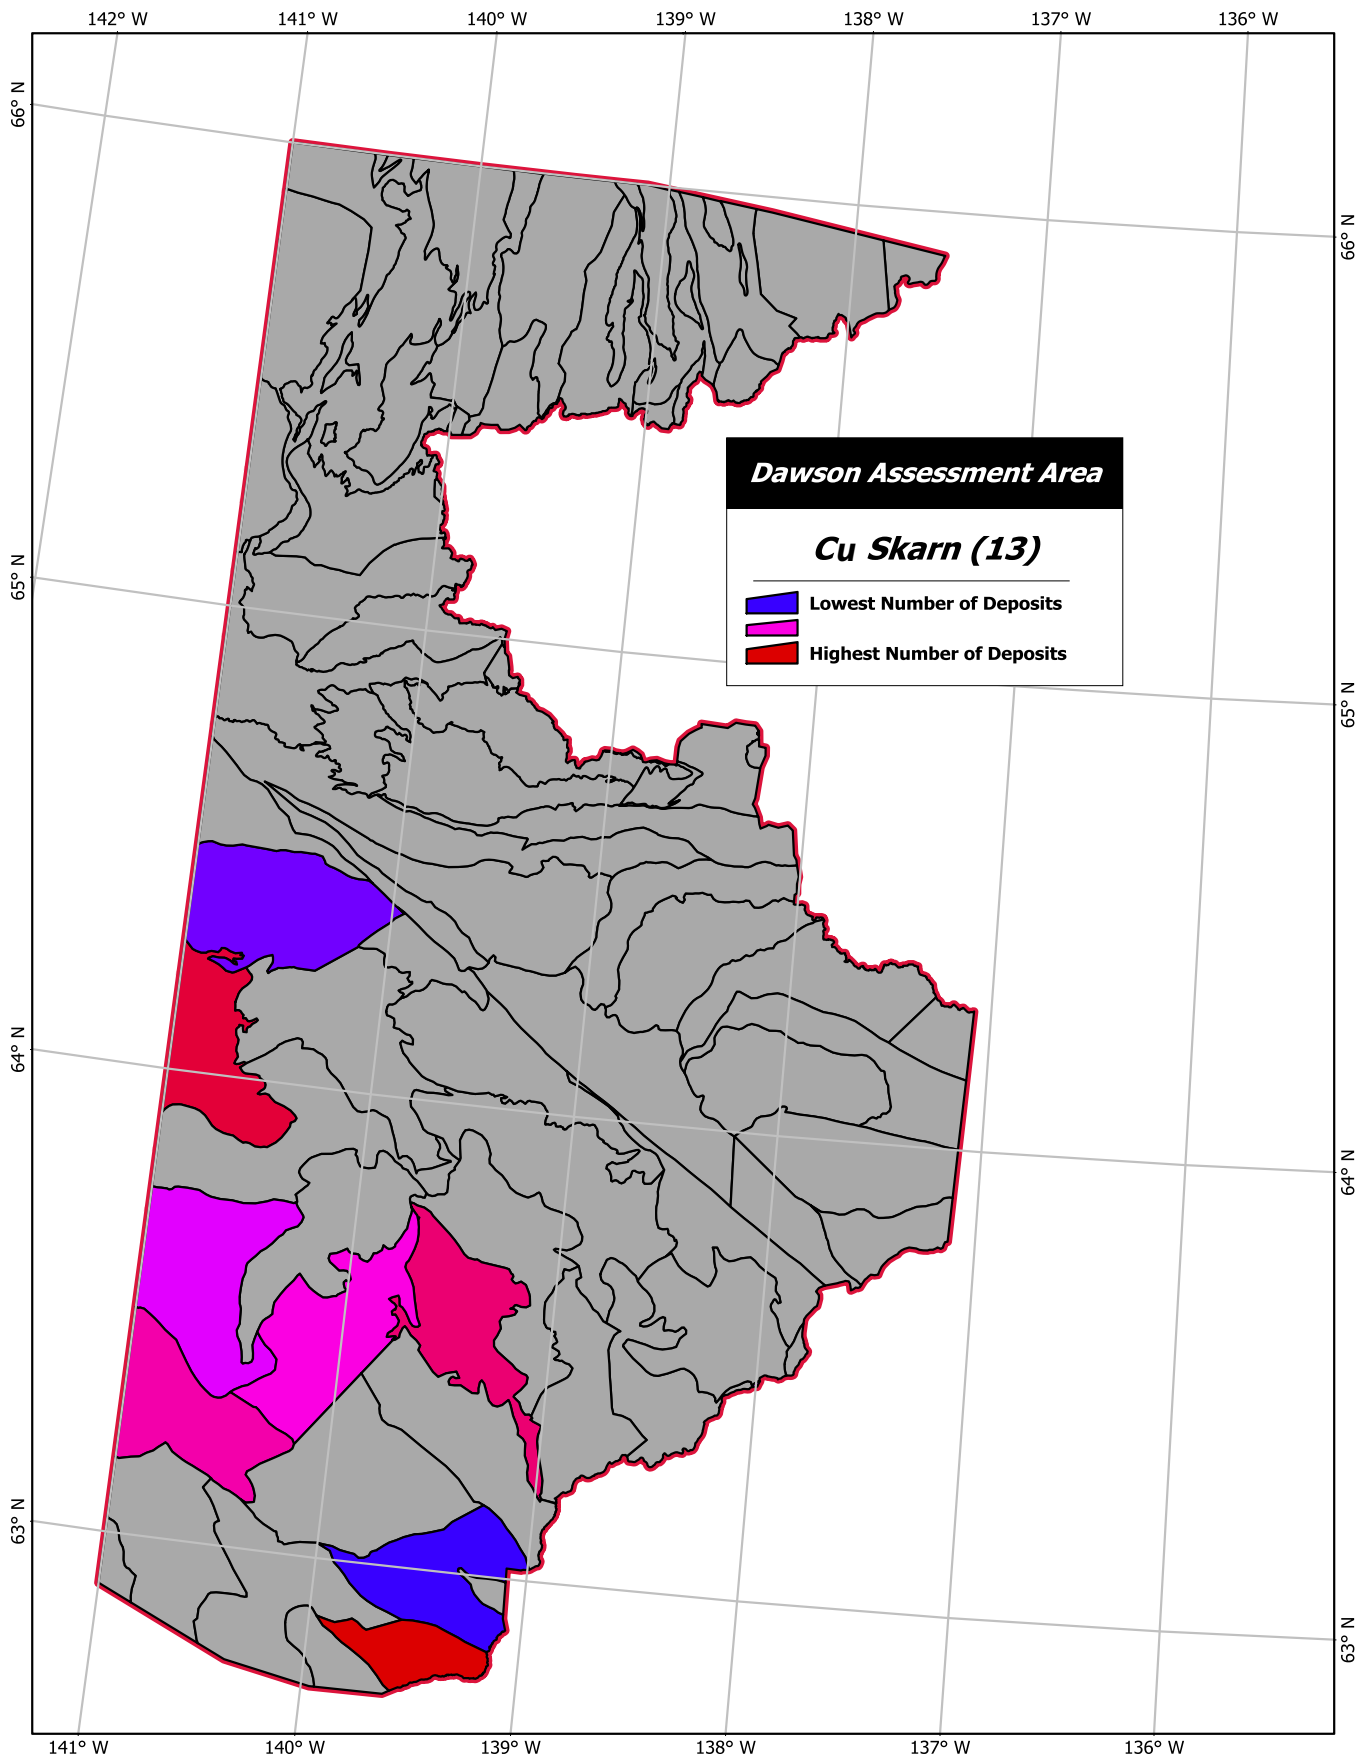 142° W 141° W 140° W 139° W 138° W 137° W 136° W
66° N
66° N
Dawson Assessment Area
Cu Skarn (13)
65° N
Lowest Number of Deposits
Highest Number of Deposits
65° N
64° N
64° N
63° N
63° N
141° W 140° W 139° W 138° W 137° W 136° W